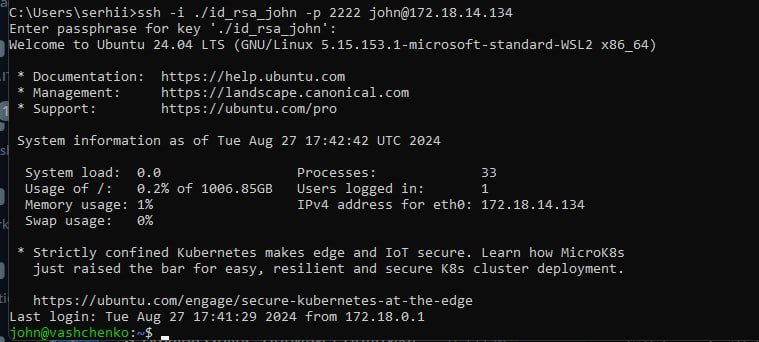 C:\Users\serhii>ssh -i ./id_rsa_john -p 2222 john@172.18.14.134
Enter passphrase for key './id_rsa_john':
Welcome to Ubuntu 24.04 LTS (GNU/Linux 5.15.153.1-microsoft-standard-WSL2 x86_64)
* Documentation:  https://help.ubuntu.com
* Management:     https://landscape.canonical.com
* Support:        https://ubuntu.com/pro
System information as of Tue Aug 27 17:42:42 UTC 2024
System load:  0.0                 Processes:             33
Usage of /:   0.2% of 1006.85GB   Users logged in:       1
Memory usage: 1%                  IPv4 address for eth0: 172.18.14.134
Swap usage:   0%
* Strictly confined Kubernetes makes edge and IoT secure. Learn how MicroK8s
just raised the bar for easy, resilient and secure K8s cluster deployment.
https://ubuntu.com/engage/secure-kubernetes-at-the-edge
Last login: Tue Aug 27 17:41:29 2024 from 172.18.0.1
john@vashchenko:~$